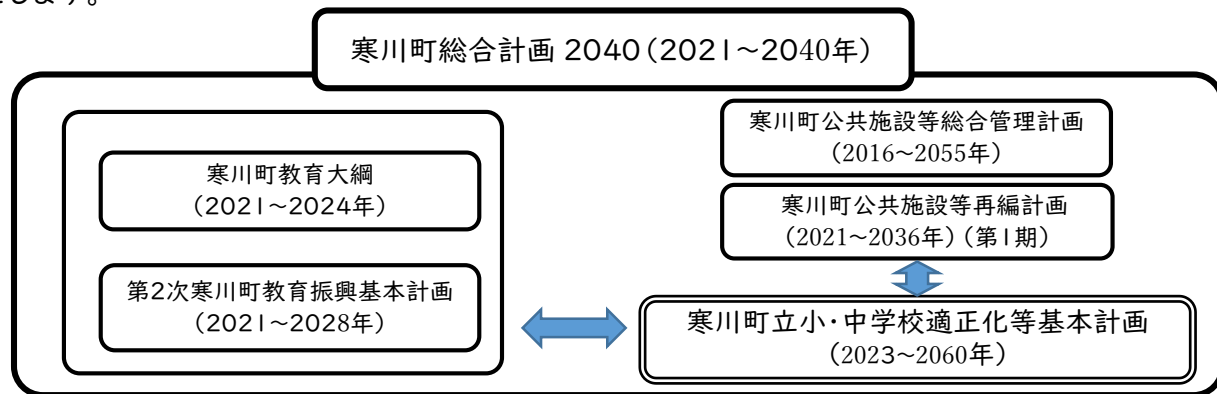 します。
寒川町総合計画 2040(2021~2040年)
寒川町教育大綱
(2021~2024年)
第2次寒川町教育振興基本計画
(2021~2028年)
寒川町公共施設等総合管理計画
(2016~2055年)
寒川町公共施設等再編計画
(2021~2036年)(第1期)
寒川町立小・中学校適正化等基本計画
(2023~2060年)